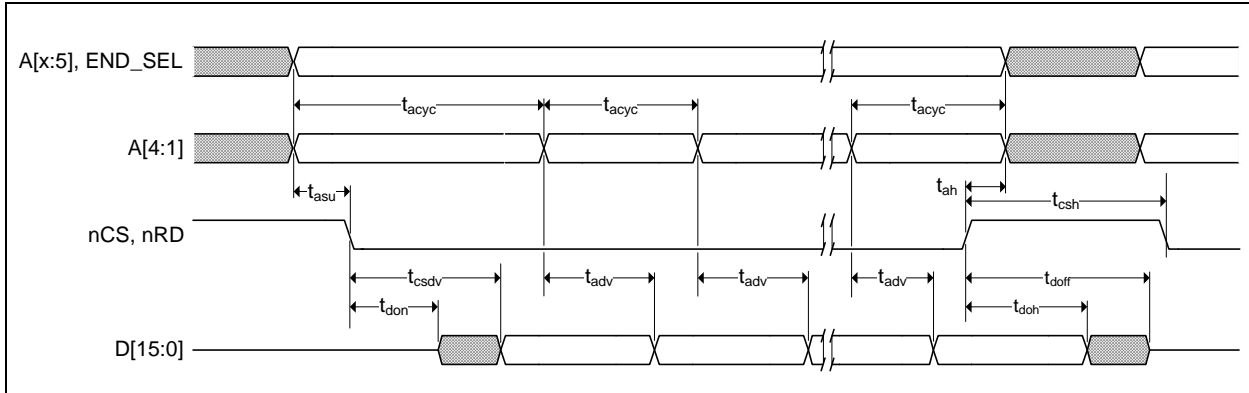 A[x:5], END_SEL
tacyc tacyc tacyc
A[4:1]
tasu tah tcsh
nCS, nRD
tcsdv tadv tadv tadv tdoff
tdon tdoh
D[15:0]